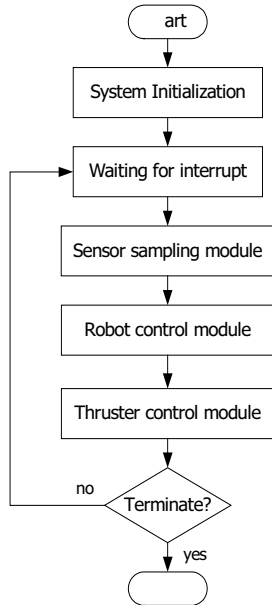 art
System Initialization
Waiting for interrupt
Sensor sampling module
Robot control module
Thruster control module
no
Terminate?
yes